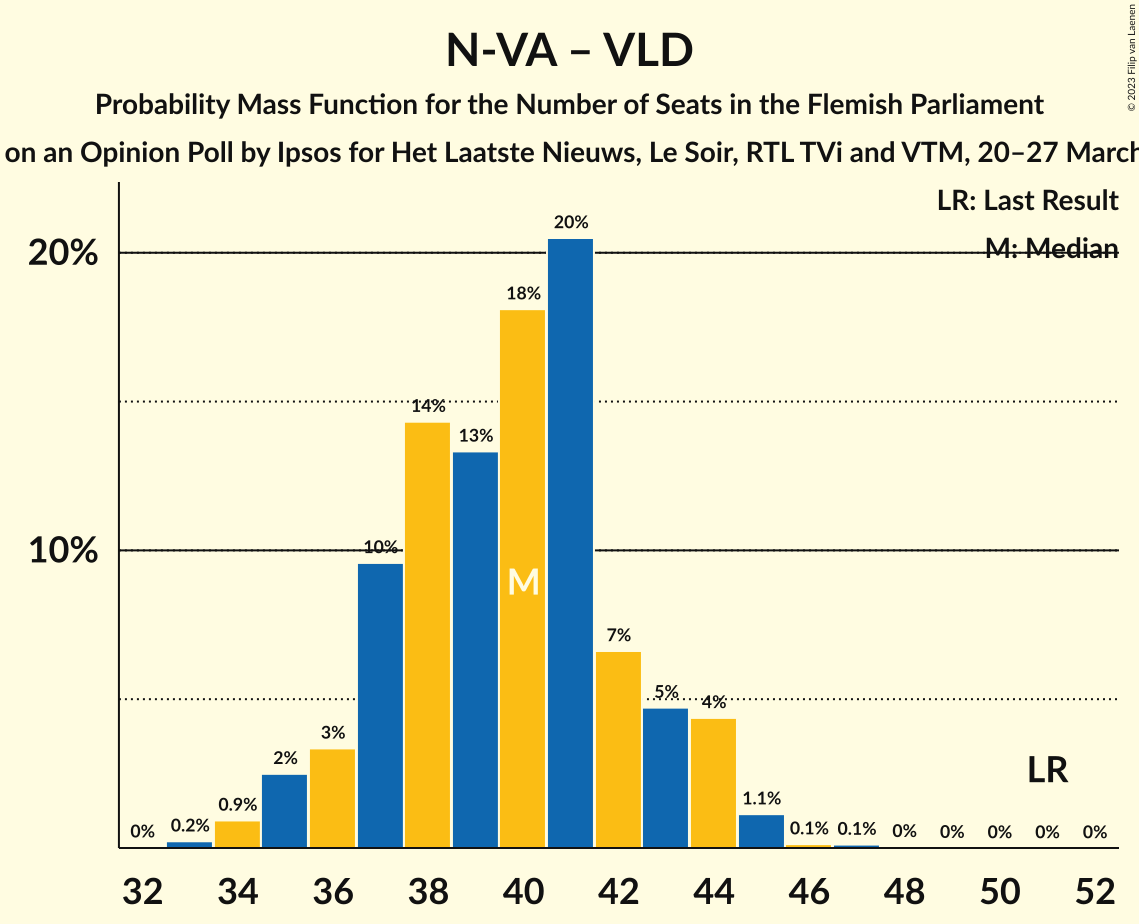 © 2023 Filip van Laenen
N-VA – VLD
Probability Mass Function for the Number of Seats in the Flemish Parliament
on an Opinion Poll by Ipsos for Het Laatste Nieuws, Le Soir, RTL TVi and VTM, 20–27 March
LR: Last Result
M: Median
20%
10%
0% 0.2% 0.9% 2% 3% 10% 14% 13% 18% 20% 7% 5% 4% 1.1% 0.1% 0.1% 0% 0% 0% 0% 0%
M
LR
32 34 36 38 40 42 44 46 48 50 52